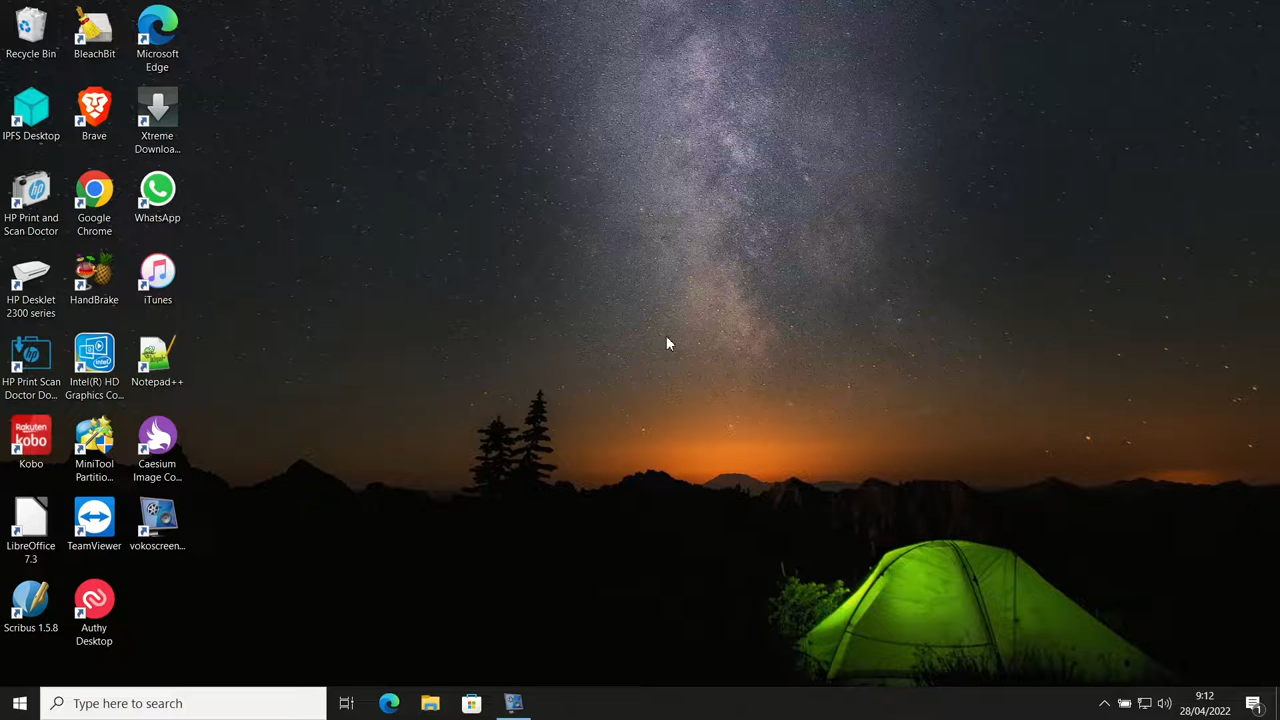 Recycle Bin
BleachBit
Microsoft
Edge
IPFS Desktop
Brave
Xtreme
Downloa...
HP Print and
Scan Doctor
Google
Chrome
WhatsApp
HP DeskJet
2300 series
HandBrake
iTunes
HP Print Scan
Doctor Do...
Intel(R) HD
Graphics Co...
Notepad++
Rakuten
kobo
Kobo
MiniTool
Partitio...
Caesium
Image Co...
LibreOffice
7.3
TeamViewer
vokoscreen...
Scribus 1.5.8
Authy
Desktop
Type here to search
9:12
28/04/2022
1